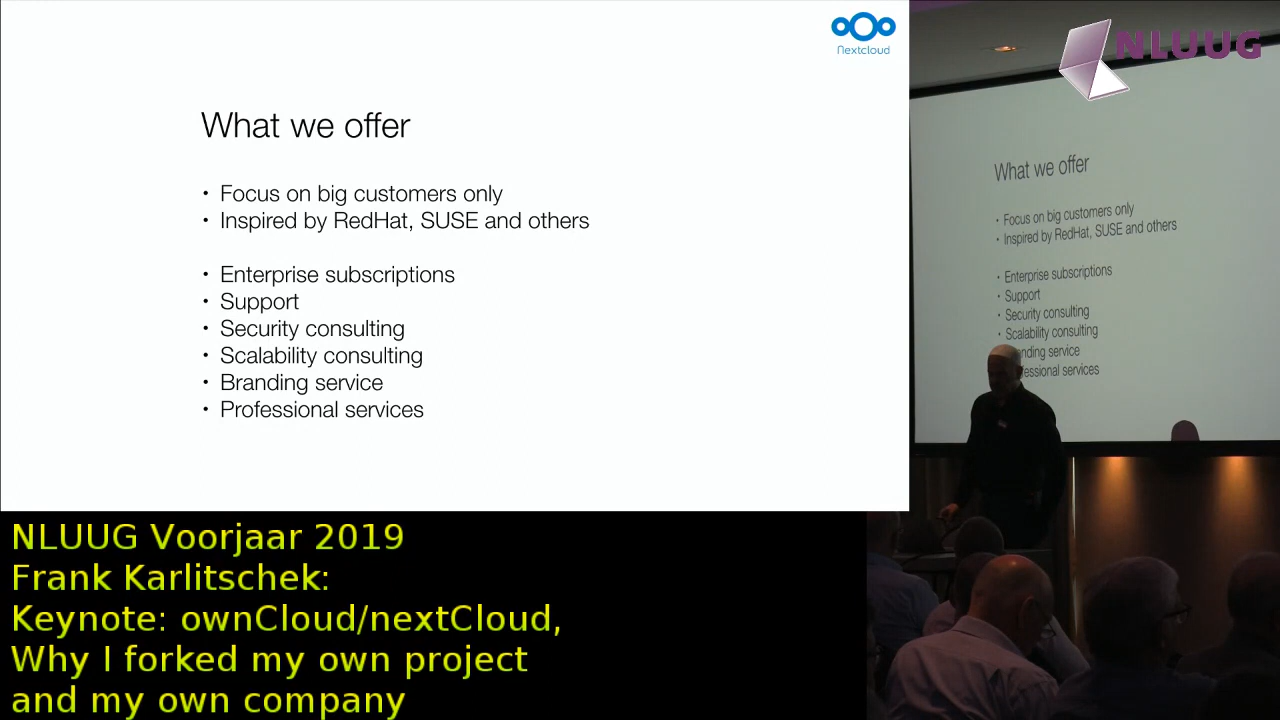 Nextcloud
What we offer
• Focus on big customers only
• Inspired by RedHat, SUSE and others
• Enterprise subscriptions
• Support
• Security consulting
• Scalability consulting
• Branding service
• Professional services
NLUUG
What we offer
• Focus on big customers only
• Inspired by RedHat, SUSE and others
• Enterprise subscriptions
• Support
• Security consulting
• Scalability consulting
nding service
fessional services
NLUUG Voorjaar 2019
Frank Karlitschek:
Keynote: ownCloud/nextCloud,
Why I forked my own project
and my own company